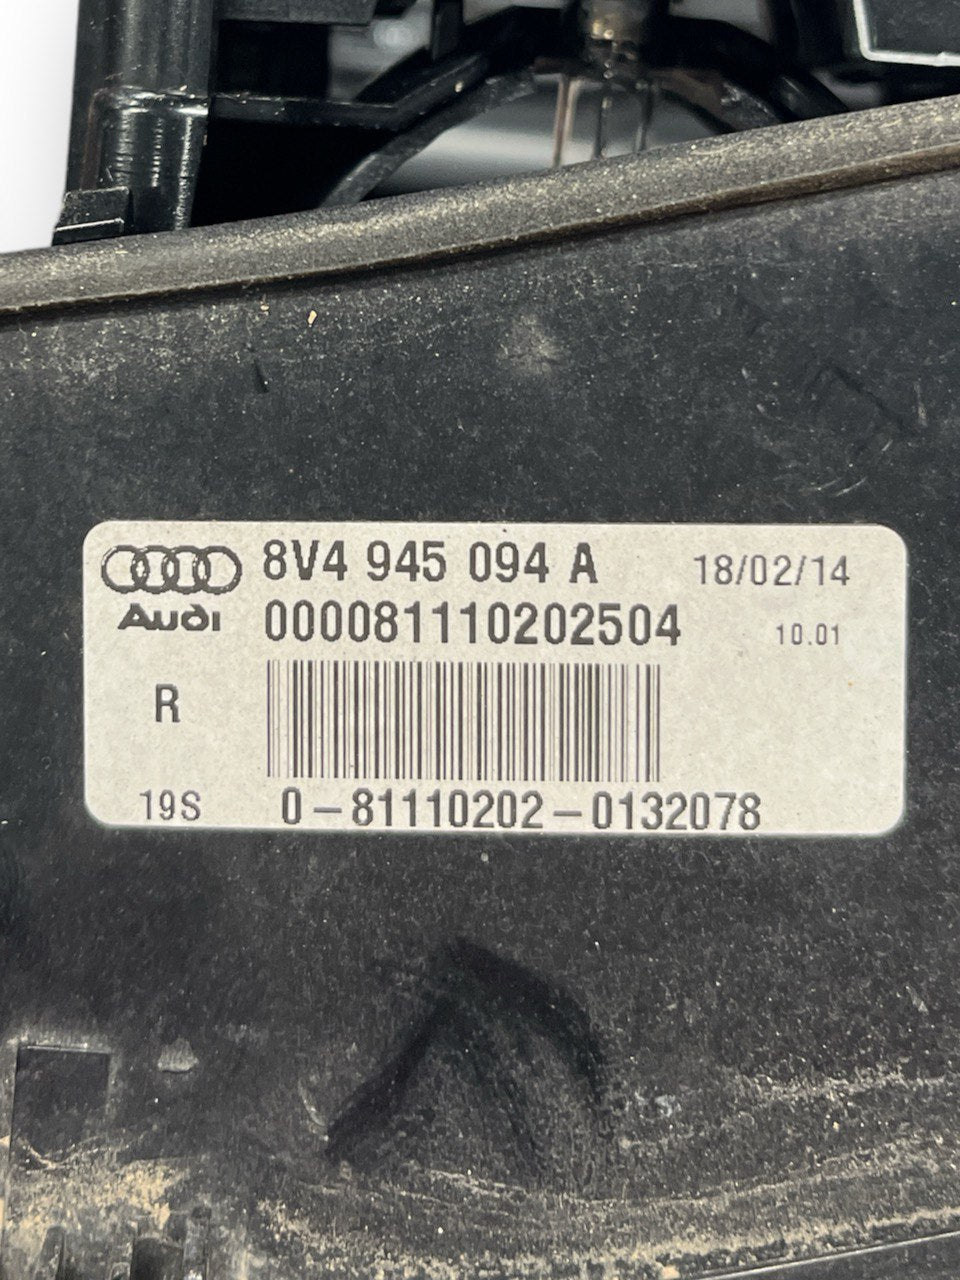 8V4 945 094 A 18/02/14
Audi 000081110202504 10.01
R
19S 0-81110202-0132078